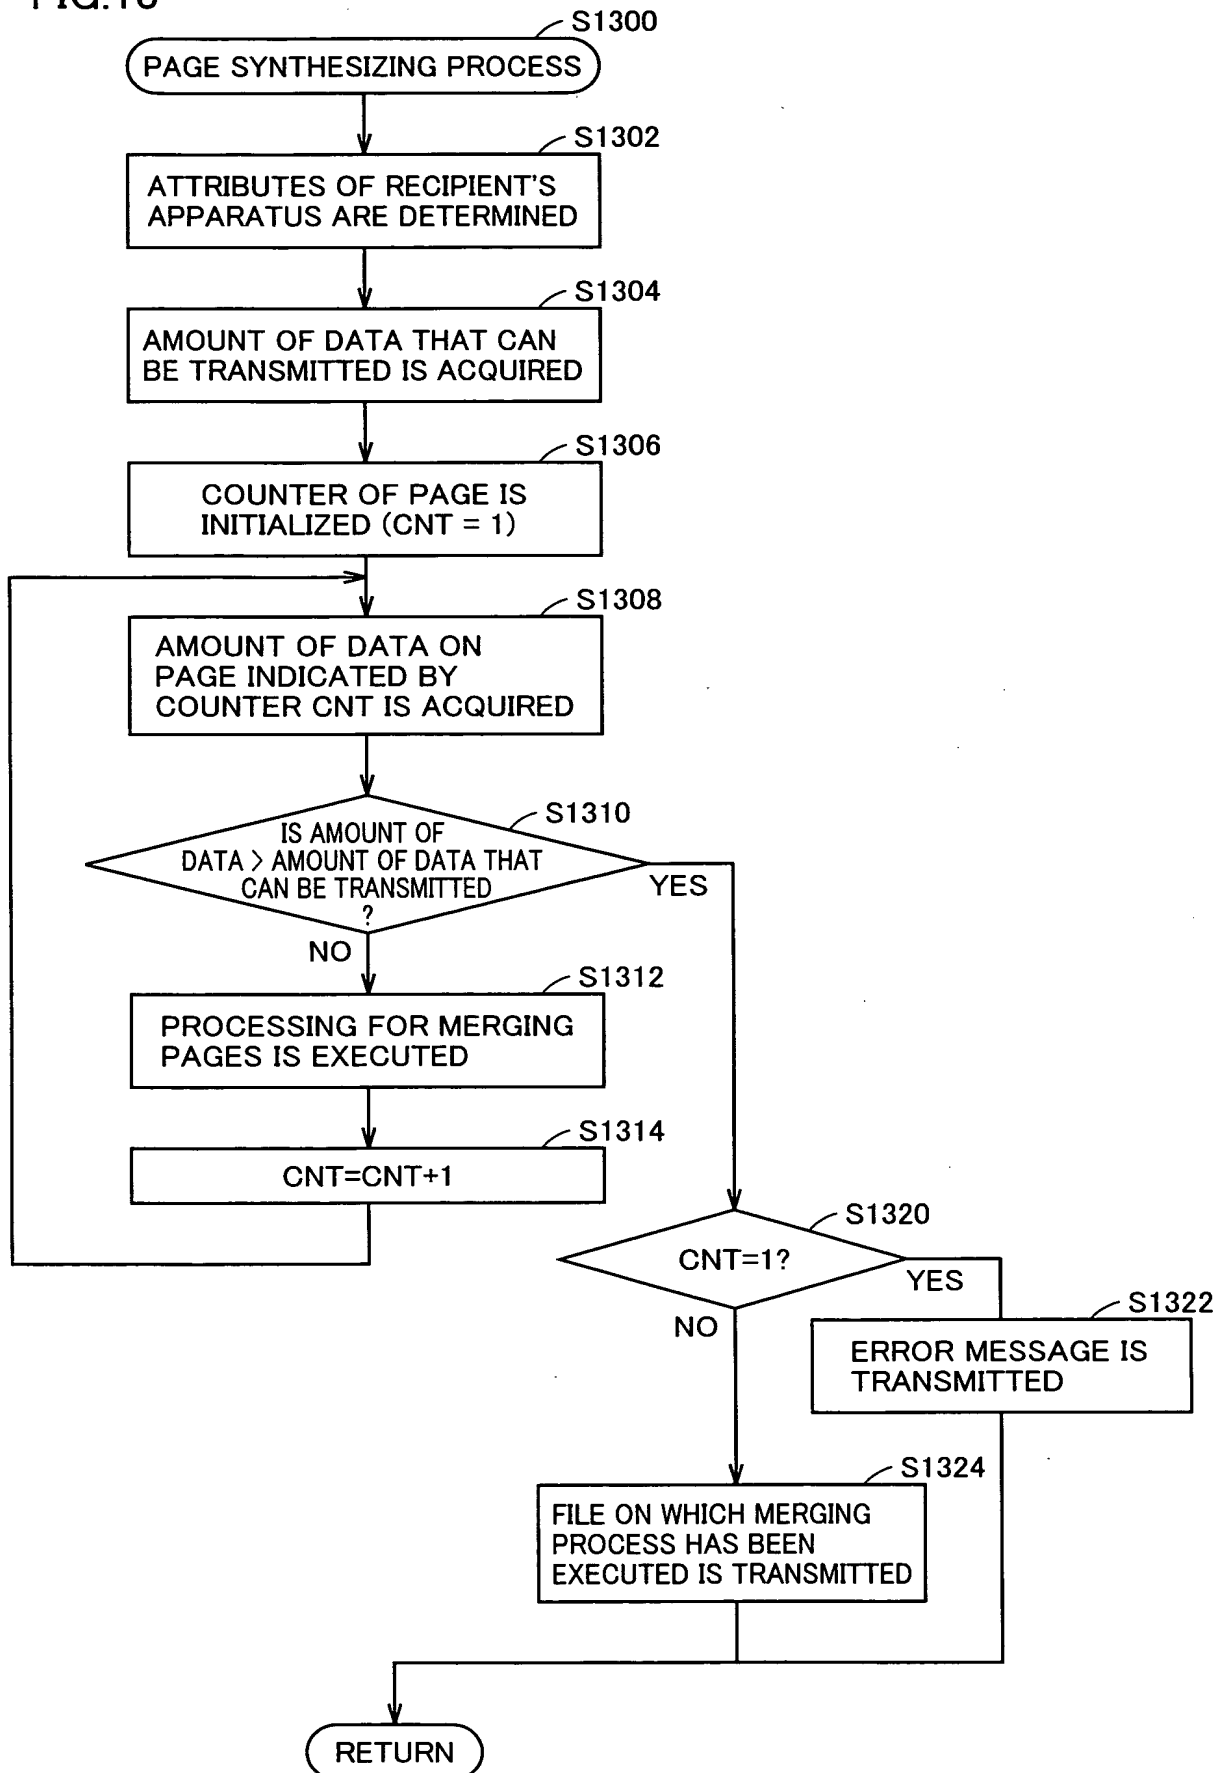 S1300
PAGE SYNTHESIZING PROCESS
S1302
ATTRIBUTES OF RECIPIENT'S
APPARATUS ARE DETERMINED
S1304
AMOUNT OF DATA THAT CAN
BE TRANSMITTED IS ACQUIRED
S1306
COUNTER OF PAGE IS
INITIALIZED (CNT = 1)
S1308
AMOUNT OF DATA ON
PAGE INDICATED BY
COUNTER CNT IS ACQUIRED
S1310
IS AMOUNT OF
DATA > AMOUNT OF DATA THAT
CAN BE TRANSMITTED
?
YES
NO
S1312
PROCESSING FOR MERGING
PAGES IS EXECUTED
S1314
CNT=CNT+1
S1320
CNT=1?
YES
NO
S1322
ERROR MESSAGE IS
TRANSMITTED
S1324
FILE ON WHICH MERGING
PROCESS HAS BEEN
EXECUTED IS TRANSMITTED
RETURN